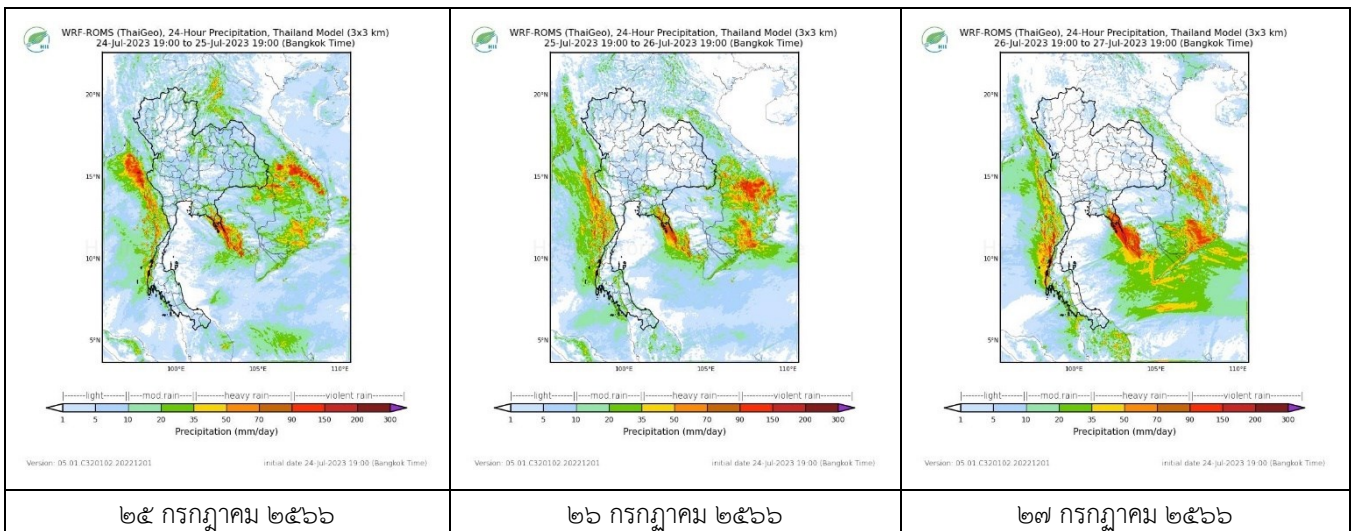 WRF-ROMS (ThaiGeo), 24-Hour Precipitation, Thailand Model (3x3 km)
24-Jul-2023 19:00 to 25-Jul-2023 19:00 (Bangkok Time)
20°N
15°N
10°N
5°N
100°E 105°E 110°E
|------light------||----mod.rain----||------heavy rain------||------violent rain------|
1 5 10 20 35 50 70 90 150 200 300
Precipitation (mm/day)
Version: 05.01.C320102.20221201 initial date 24-Jul-2023 19:00 (Bangkok Time)
๒๕ กรกฎาคม ๒๕๖๖
WRF-ROMS (ThaiGeo), 24-Hour Precipitation, Thailand Model (3x3 km)
25-Jul-2023 19:00 to 26-Jul-2023 19:00 (Bangkok Time)
20°N
15°N
10°N
5°N
100°E 105°E 110°E
|------light------||----mod.rain----||------heavy rain------||------violent rain------|
1 5 10 20 35 50 70 90 150 200 300
Precipitation (mm/day)
Version: 05.01.C320102.20221201 initial date 24-Jul-2023 19:00 (Bangkok Time)
๒๖ กรกฎาคม ๒๕๖๖
WRF-ROMS (ThaiGeo), 24-Hour Precipitation, Thailand Model (3x3 km)
26-Jul-2023 19:00 to 27-Jul-2023 19:00 (Bangkok Time)
20°N
15°N
10°N
5°N
100°E 105°E 110°E
|------light------||----mod.rain----||------heavy rain------||------violent rain------|
1 5 10 20 35 50 70 90 150 200 300
Precipitation (mm/day)
Version: 05.01.C320102.20221201 initial date 24-Jul-2023 19:00 (Bangkok Time)
๒๗ กรกฎาคม ๒๕๖๖